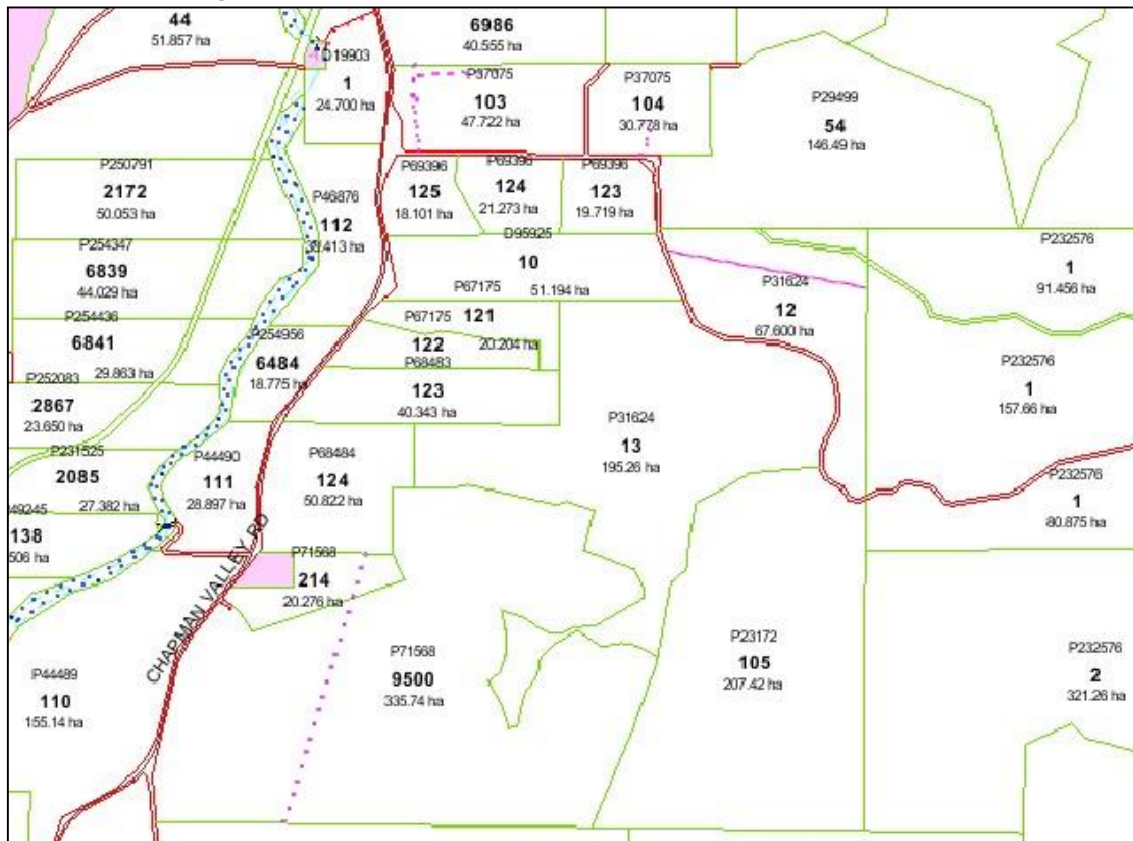 44
51.857 ha
6986
40.555 ha
D19903
1
24.700 ha
P37075
103
47.722 ha
P37075
104
30.778 ha
P29499
54
146.49 ha
P250791
2172
50.053 ha
P69396
125
18.101 ha
P69396
124
21.273 ha
P69396
123
19.719 ha
P46876
112
P254347
6839
44.029 ha
D95925
10
51.194 ha
P232576
1
91.456 ha
P67175
121
20.204 ha
P31624
12
67.600 ha
P254436
6841
29.863 ha
P254956
6484
18.775 ha
P67175
122
P68483
123
40.343 ha
P252083
2867
23.650 ha
P232576
1
157.66 ha
P31624
13
195.26 ha
P231525
2085
27.382 ha
P44490
111
28.897 ha
P68484
124
50.822 ha
P232576
1
80.875 ha
49245
138
506 ha
P71568
214
20.276 ha
CHAPMAN VALLEY RD
P44489
110
155.14 ha
P71568
9500
335.74 ha
P23172
105
207.42 ha
P232576
2
321.26 ha